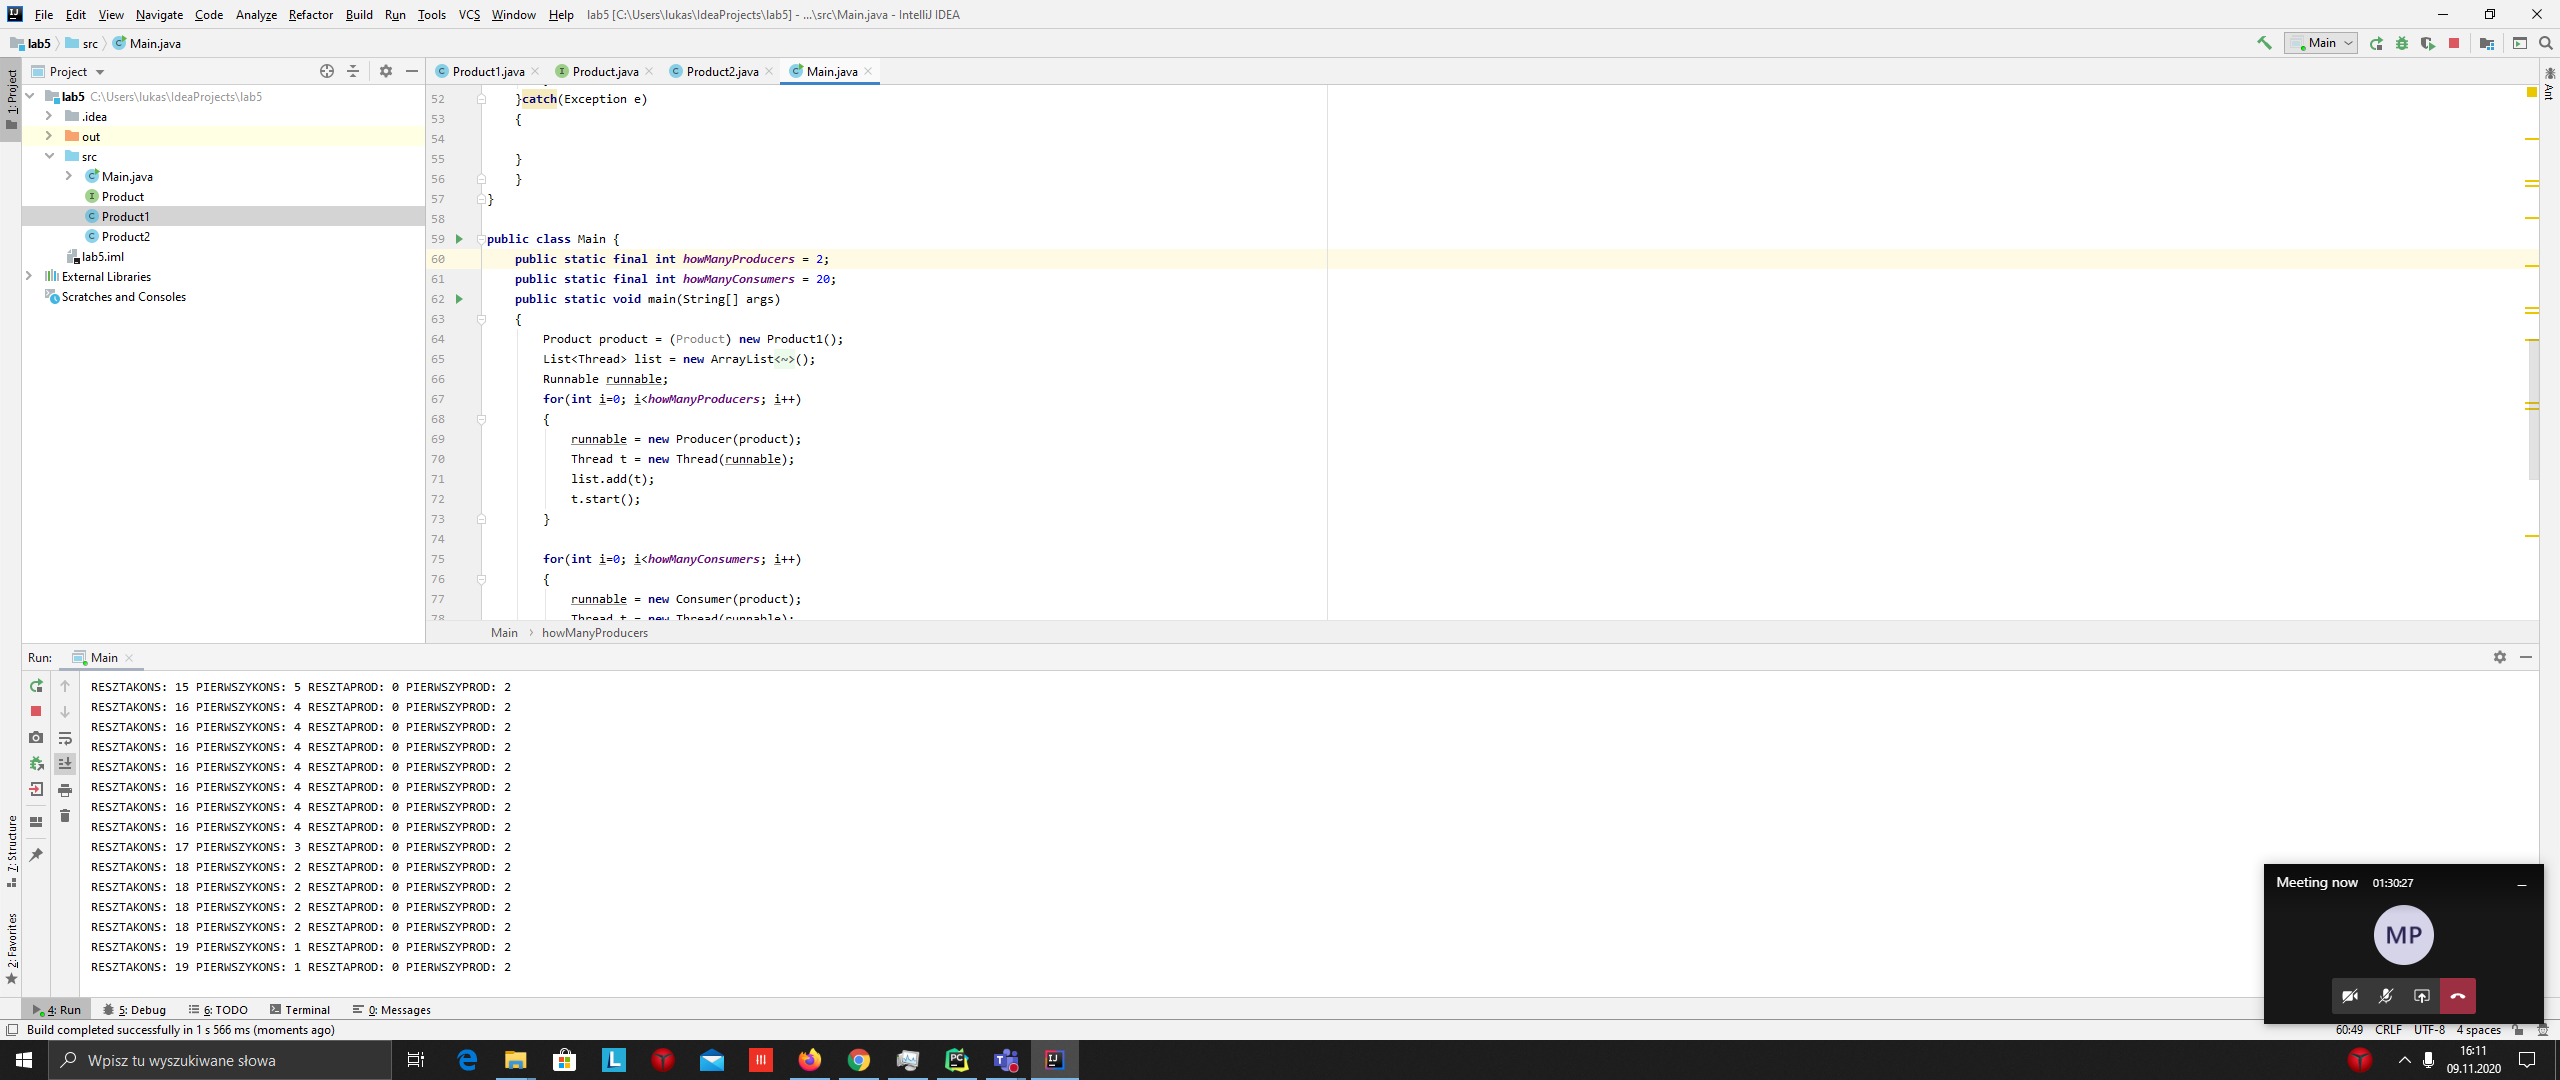 File Edit View Navigate Code Analyze Refactor Build Run Tools VCS Window Help lab5 [C:\Users\lukas\IdeaProjects\lab5] - ...\src\Main.java - IntelliJ IDEA
lab5 src Main.java
Main
Project
Product1.java Product.java Product2.java Main.java
1: Project
Ant
lab5 C:\Users\lukas\IdeaProjects\lab5
.idea
out
src
Main.java
Product
Product1
Product2
lab5.iml
External Libraries
Scratches and Consoles
52 }catch(Exception e)
53 {
54
55 }
56 }
57 }
58
59 public class Main {
60 public static final int howManyProducers = 2;
61 public static final int howManyConsumers = 20;
62 public static void main(String[] args)
63 {
64 Product product = (Product) new Product1();
65 List<Thread> list = new ArrayList<~>();
66 Runnable runnable;
67 for(int i=0; i<howManyProducers; i++)
68 {
69 runnable = new Producer(product);
70 Thread t = new Thread(runnable);
71 list.add(t);
72 t.start();
73 }
74
75 for(int i=0; i<howManyConsumers; i++)
76 {
77 runnable = new Consumer(product);
78 Thread t = new Thread(runnable);
Main howManyProducers
Run: Main
RESZTAKONS: 15 PIERWSZYKONS: 5 RESZTAPROD: 0 PIERWSZYPROD: 2
RESZTAKONS: 16 PIERWSZYKONS: 4 RESZTAPROD: 0 PIERWSZYPROD: 2
RESZTAKONS: 16 PIERWSZYKONS: 4 RESZTAPROD: 0 PIERWSZYPROD: 2
RESZTAKONS: 16 PIERWSZYKONS: 4 RESZTAPROD: 0 PIERWSZYPROD: 2
RESZTAKONS: 16 PIERWSZYKONS: 4 RESZTAPROD: 0 PIERWSZYPROD: 2
RESZTAKONS: 16 PIERWSZYKONS: 4 RESZTAPROD: 0 PIERWSZYPROD: 2
RESZTAKONS: 16 PIERWSZYKONS: 4 RESZTAPROD: 0 PIERWSZYPROD: 2
RESZTAKONS: 16 PIERWSZYKONS: 4 RESZTAPROD: 0 PIERWSZYPROD: 2
RESZTAKONS: 17 PIERWSZYKONS: 3 RESZTAPROD: 0 PIERWSZYPROD: 2
RESZTAKONS: 18 PIERWSZYKONS: 2 RESZTAPROD: 0 PIERWSZYPROD: 2
RESZTAKONS: 18 PIERWSZYKONS: 2 RESZTAPROD: 0 PIERWSZYPROD: 2
RESZTAKONS: 18 PIERWSZYKONS: 2 RESZTAPROD: 0 PIERWSZYPROD: 2
RESZTAKONS: 18 PIERWSZYKONS: 2 RESZTAPROD: 0 PIERWSZYPROD: 2
RESZTAKONS: 19 PIERWSZYKONS: 1 RESZTAPROD: 0 PIERWSZYPROD: 2
RESZTAKONS: 19 PIERWSZYKONS: 1 RESZTAPROD: 0 PIERWSZYPROD: 2
7: Structure
2: Favorites
Meeting now 01:30:27
MP
4: Run 5: Debug 6: TODO Terminal 0: Messages
Build completed successfully in 1 s 566 ms (moments ago)
60:49 CRLF UTF-8 4 spaces
Wpisz tu wyszukiwane słowa
16:11
09.11.2020